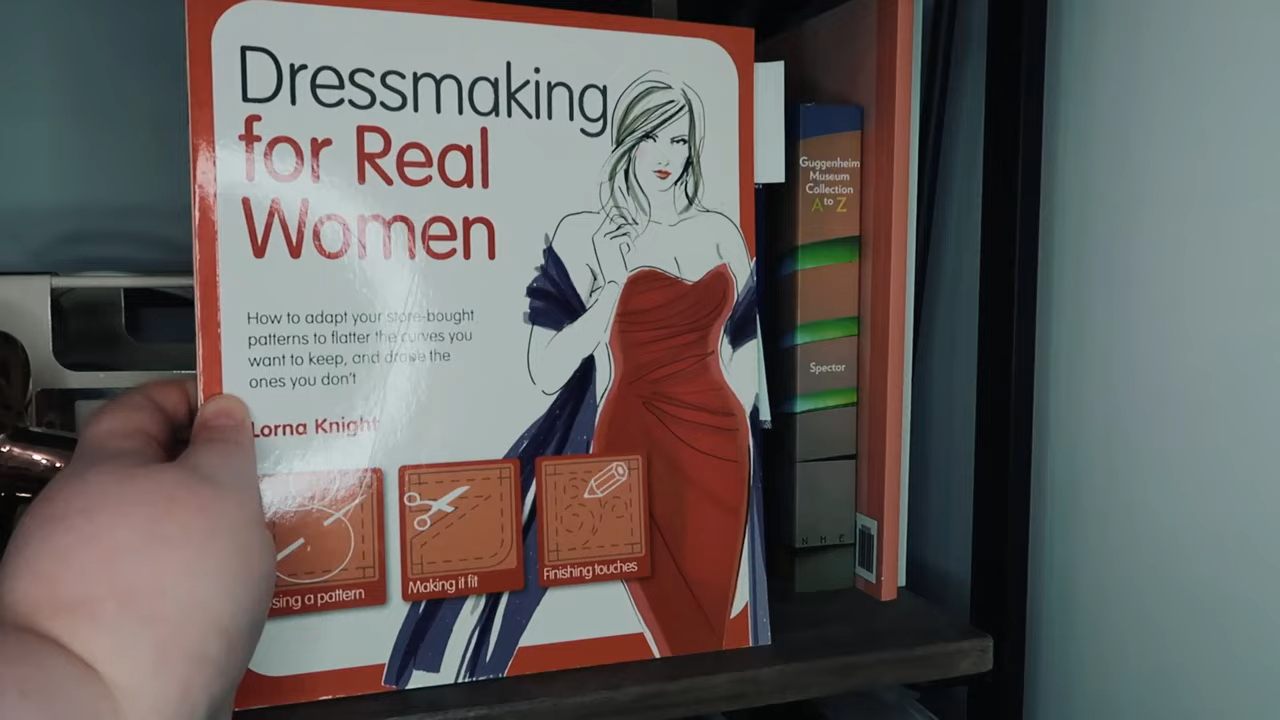 Dressmaking
for Real
Women
How to adapt your store-bought
patterns to flatter the curves you
want to keep, and drape the
ones you don't
Lorna Knight
sing a pattern
Making it fit
Finishing touches
Guggenheim
Museum
Collection
A to Z
Spector